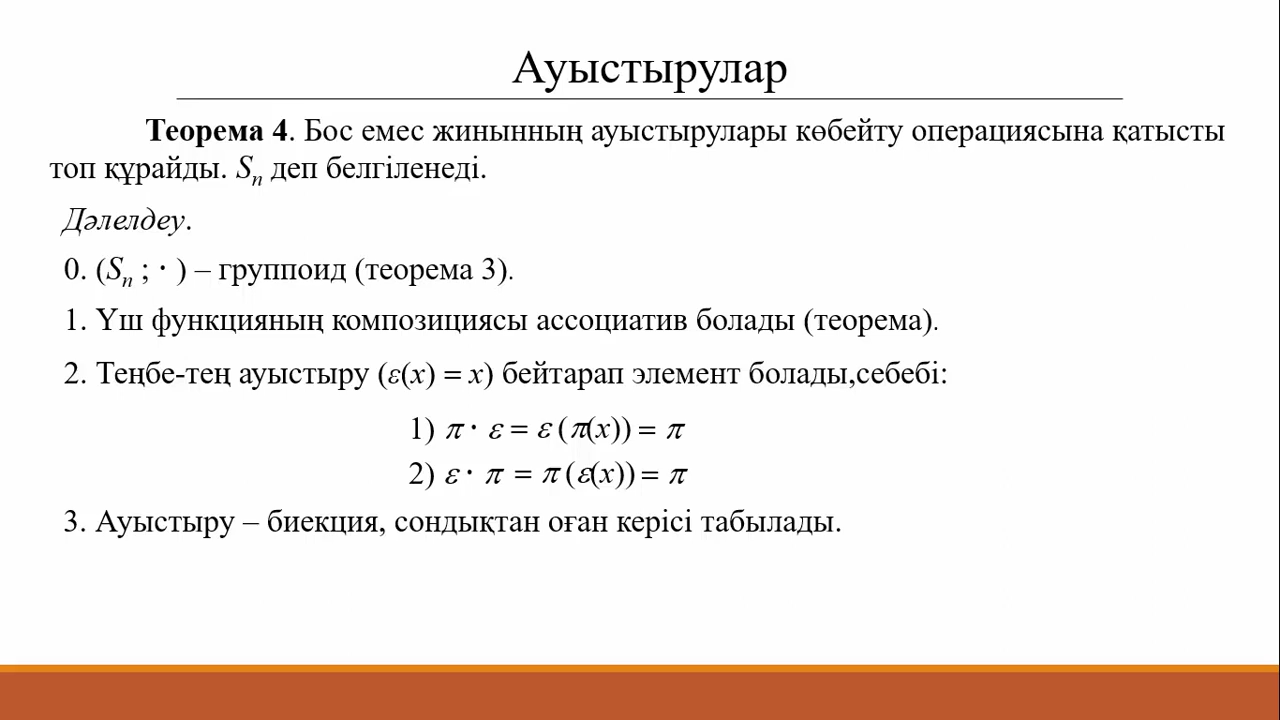 Ауыстырулар
Теорема 4. Бос емес жинынның ауыстырулары көбейту операциясына қатысты
топ құрайды. Sₙ деп белгіленеді.
Дәлелдеу.
0. (Sₙ ; · ) – группоид (теорема 3).
1. Үш функцияның композициясы ассоциатив болады (теорема).
2. Теңбе-тең ауыстыру (ε(x) = x) бейтарап элемент болады,себебі:
1) π · ε = ε (π(x)) = π
2) ε · π = π (ε(x)) = π
3. Ауыстыру – биекция, сондықтан оған керісі табылады.